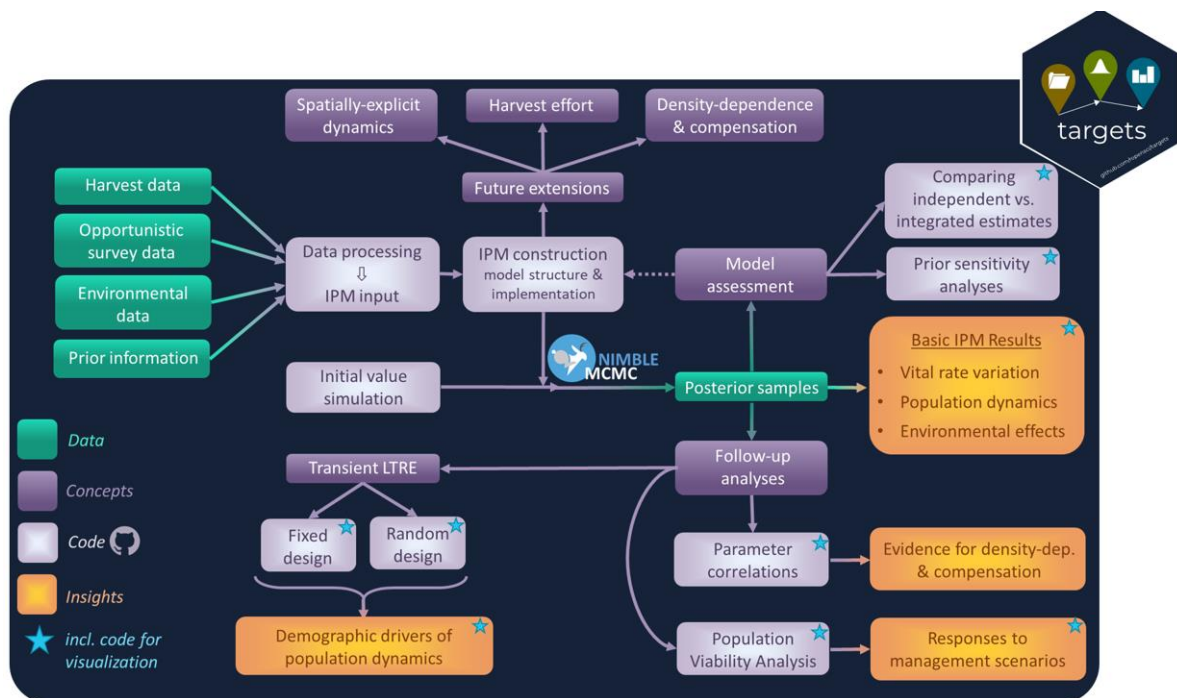 targets
github.com/ropensci/targets
Spatially-explicit
dynamics
Harvest effort
Density-dependence
& compensation
Future extensions
Harvest data
Opportunistic
survey data
Environmental
data
Prior information
Data processing
⇩
IPM input
IPM construction
model structure &
implementation
Model
assessment
Comparing
independent vs.
integrated estimates
Prior sensitivity
analyses
Initial value
simulation
NIMBLE
MCMC
Posterior samples
Basic IPM Results
• Vital rate variation
• Population dynamics
• Environmental effects
Data
Concepts
Code
Insights
incl. code for
visualization
Transient LTRE
Fixed
design
Random
design
Demographic drivers of
population dynamics
Follow-up
analyses
Parameter
correlations
Evidence for density-dep.
& compensation
Population
Viability Analysis
Responses to
management scenarios